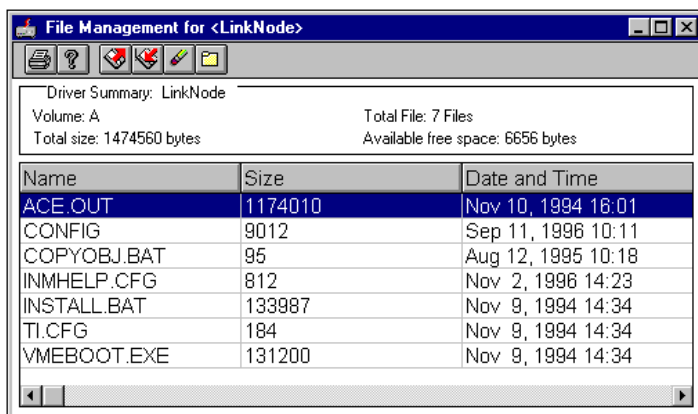 File Management for <LinkNode>
Driver Summary: LinkNode
Volume: A Total File: 7 Files
Total size: 1474560 bytes Available free space: 6656 bytes
Name Size Date and Time
ACE.OUT 1174010 Nov 10, 1994 16:01
CONFIG 9012 Sep 11, 1996 10:11
COPYOBJ.BAT 95 Aug 12, 1995 10:18
INMHELP.CFG 812 Nov 2, 1996 14:23
INSTALL.BAT 133987 Nov 9, 1994 14:34
TI.CFG 184 Nov 9, 1994 14:34
VMEBOOT.EXE 131200 Nov 9, 1994 14:34